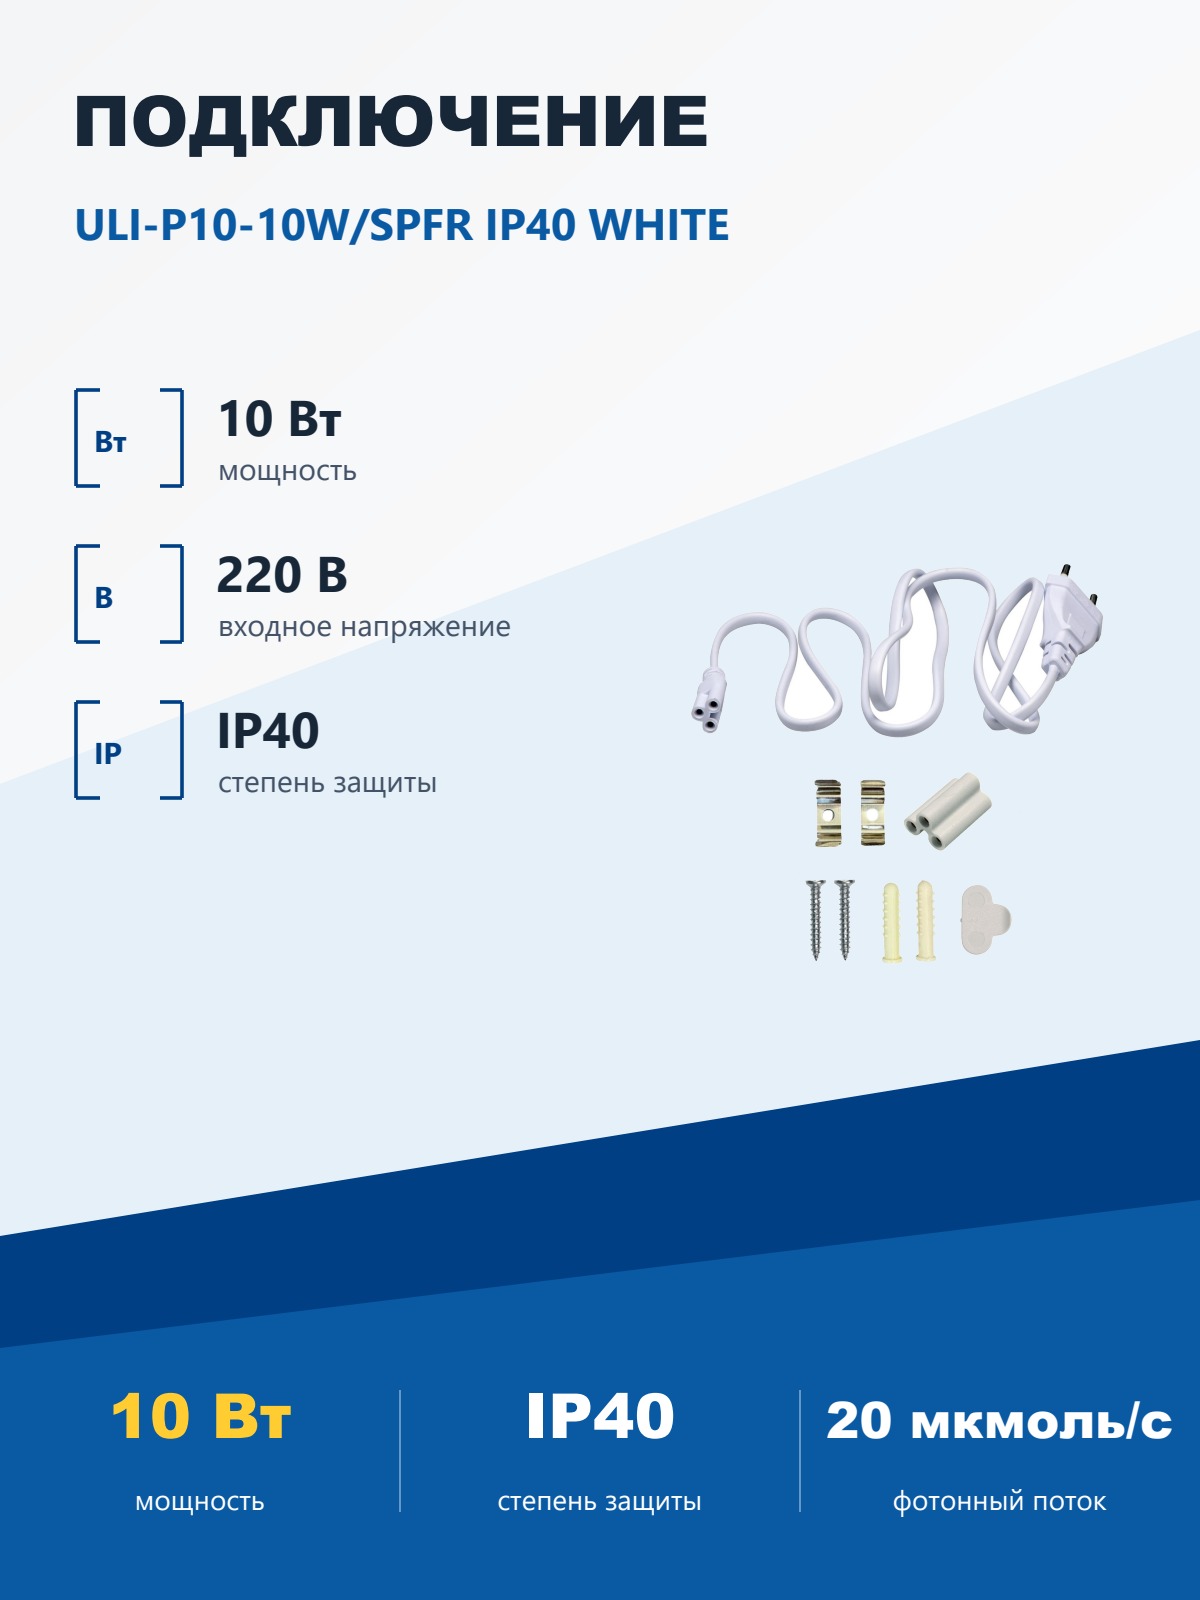 ПОДКЛЮЧЕНИЕ
ULI-P10-10W/SPFR IP40 WHITE
Вт
10 Вт
мощность
В
220 В
входное напряжение
IP
IP40
степень защиты
10 Вт
мощность
IP40
степень защиты
20 мкмоль/с
фотонный поток